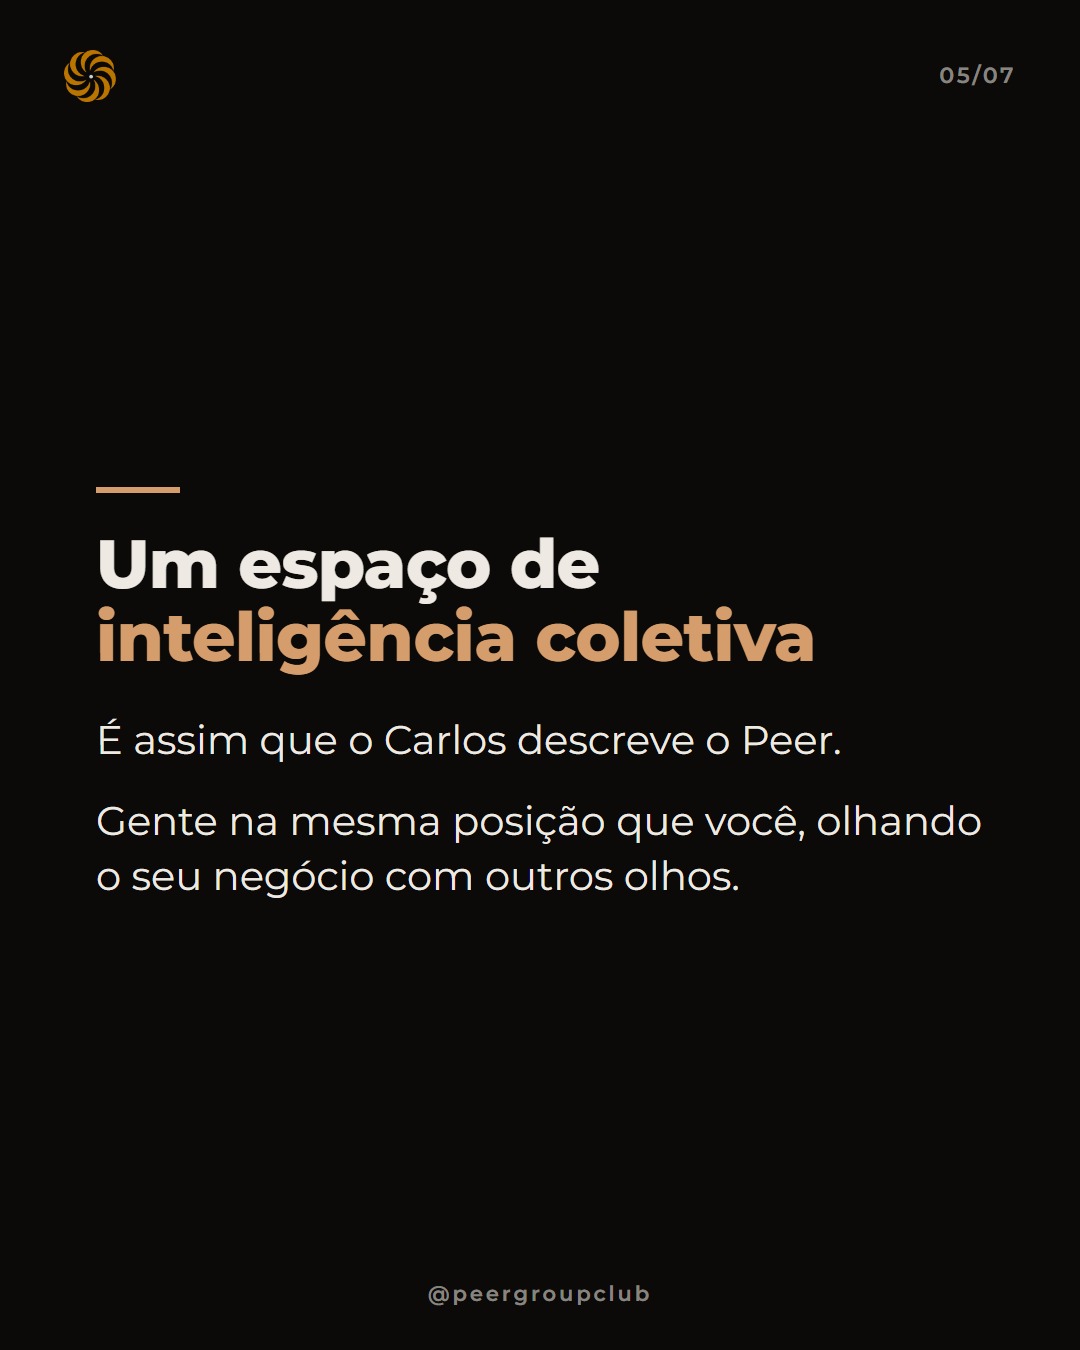 05/07
Um espaço de
inteligência coletiva
É assim que o Carlos descreve o Peer.
Gente na mesma posição que você, olhando
o seu negócio com outros olhos.
@peergroupclub